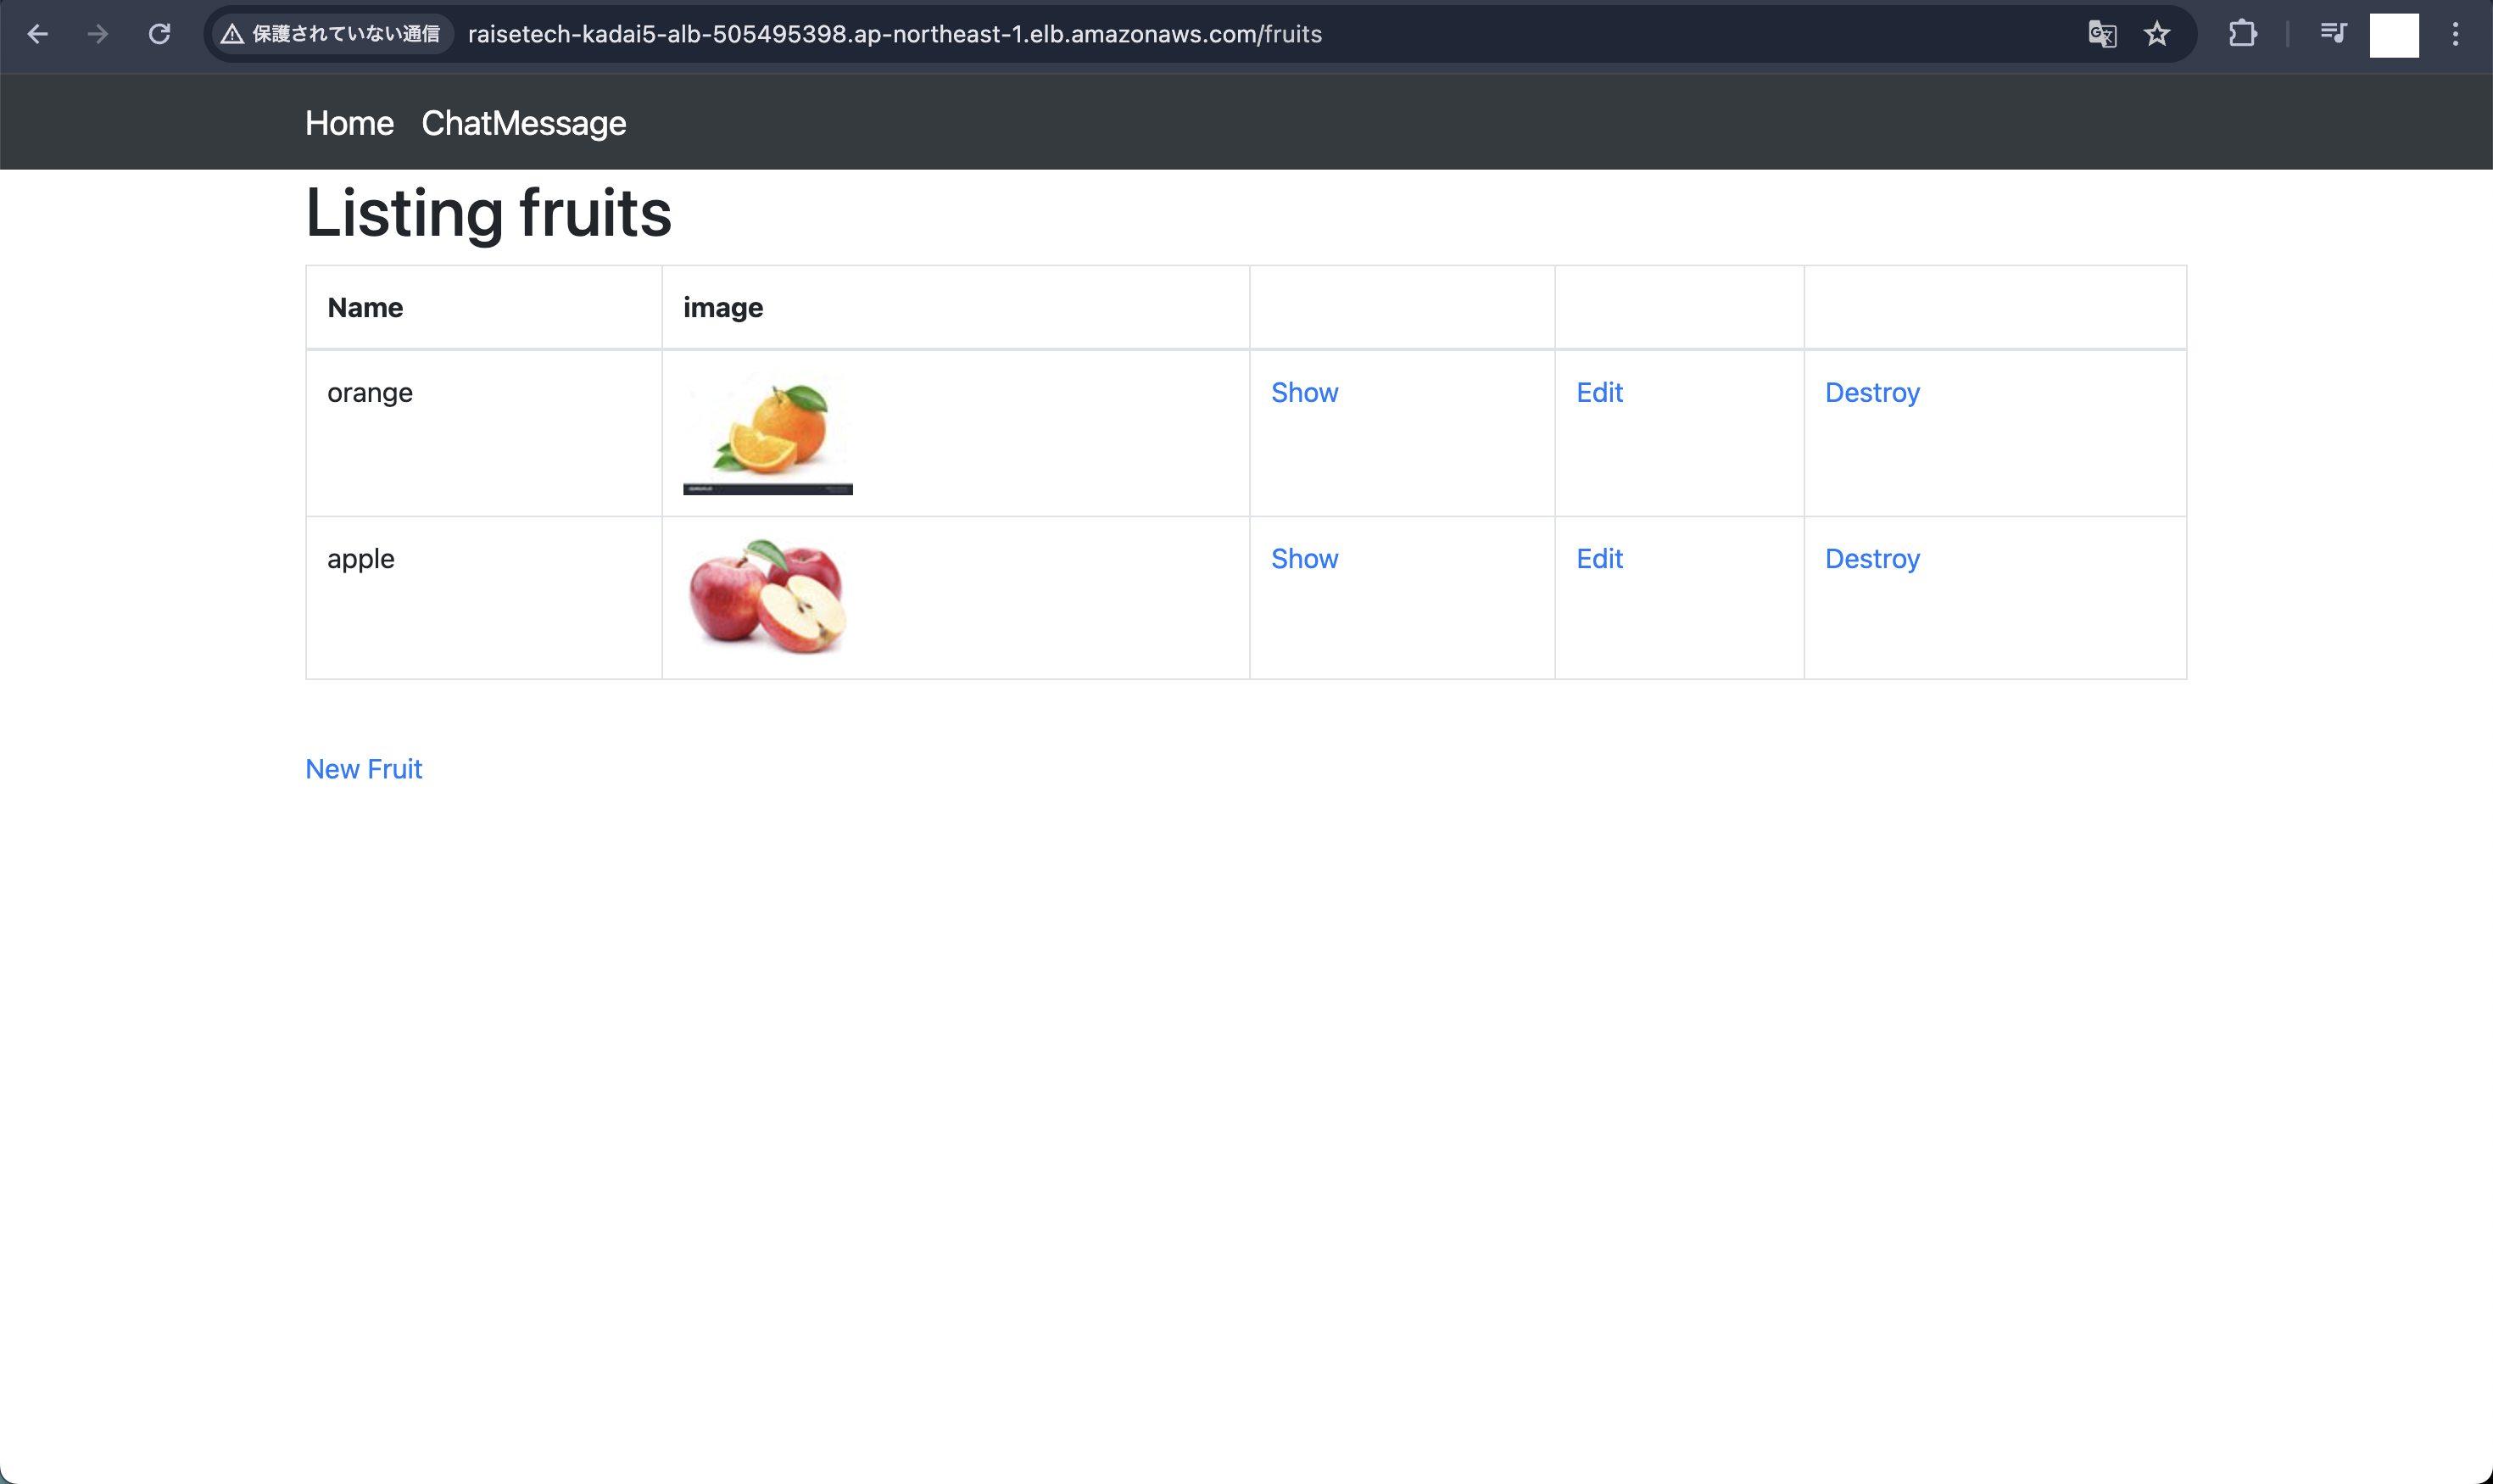 保護されていない通信 raisetech-kadai5-alb-505495398.ap-northeast-1.elb.amazonaws.com/fruits
Home ChatMessage
Listing fruits
Name image
orange Show Edit Destroy
apple Show Edit Destroy
New Fruit